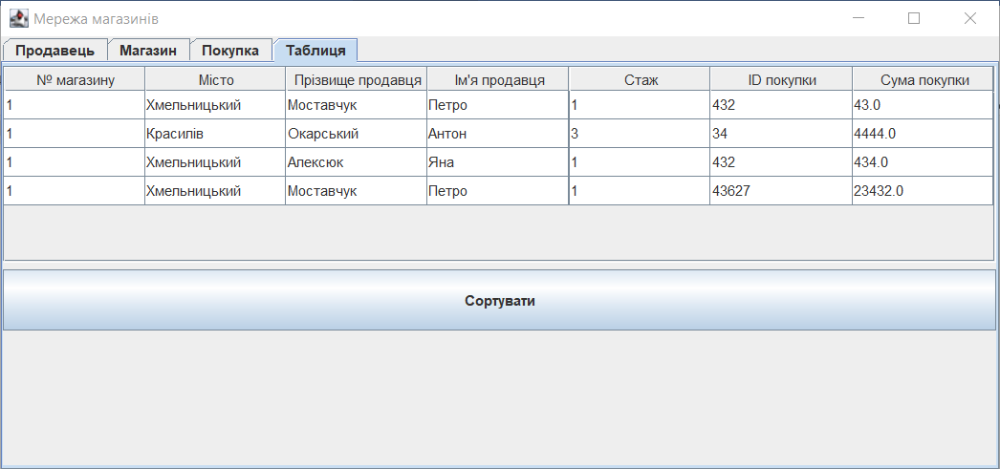 Мережа магазинів
Продавець Магазин Покупка Таблиця
№ магазину Місто Прізвище продавця Ім'я продавця Стаж ID покупки Сума покупки
1 Хмельницький Моставчук Петро 1 432 43.0
1 Красилів Окарський Антон 3 34 4444.0
1 Хмельницький Алексюк Яна 1 432 434.0
1 Хмельницький Моставчук Петро 1 43627 23432.0
Сортувати